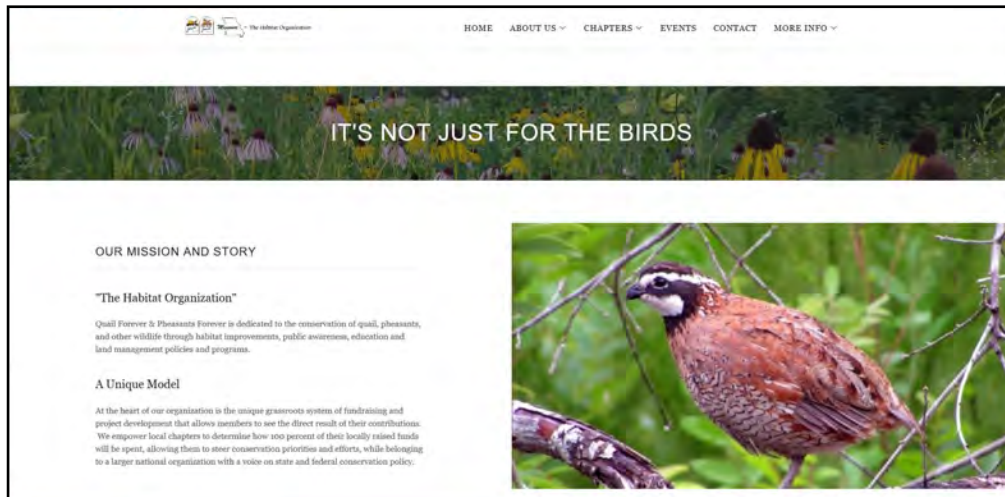 Missouri - The Habitat Organization
HOME ABOUT US CHAPTERS EVENTS CONTACT MORE INFO
IT'S NOT JUST FOR THE BIRDS
OUR MISSION AND STORY
"The Habitat Organization"
Quail Forever & Pheasants Forever is dedicated to the conservation of quail, pheasants,
and other wildlife through habitat improvements, public awareness, education and
land management policies and programs.
A Unique Model
At the heart of our organization is the unique grassroots system of fundraising and
project development that allows members to see the direct result of their contributions.
We empower local chapters to determine how 100 percent of their locally raised funds
will be spent, allowing them to steer conservation priorities and efforts, while belonging
to a larger national organization with a voice on state and federal conservation policy.